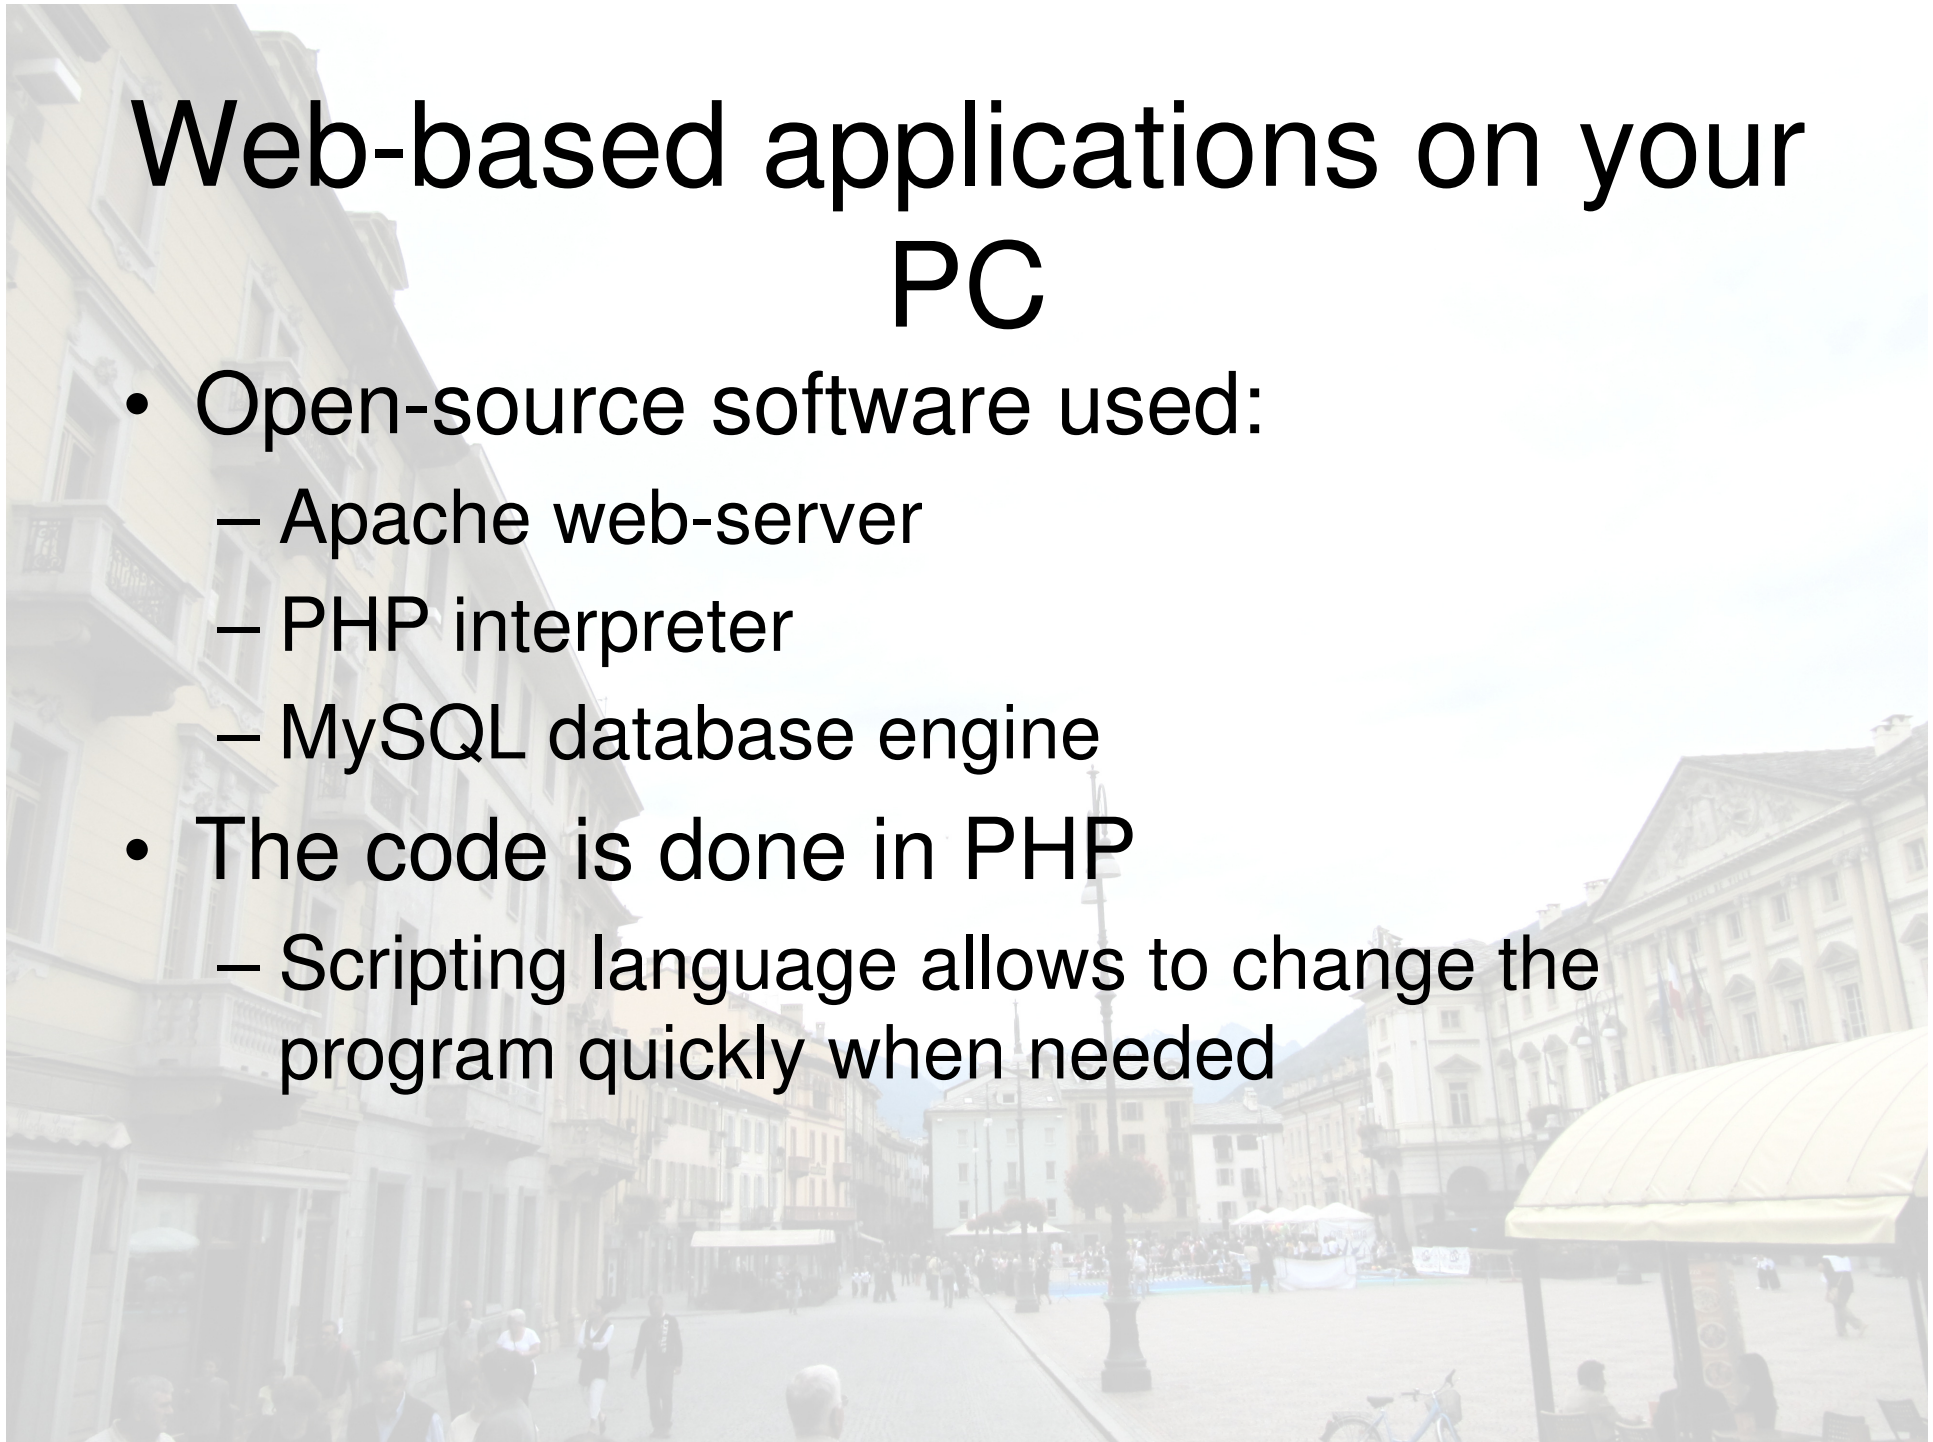 Web-based applications on your
PC
• Open-source software used:
– Apache web-server
– PHP interpreter
– MySQL database engine
• The code is done in PHP
– Scripting language allows to change the
program quickly when needed